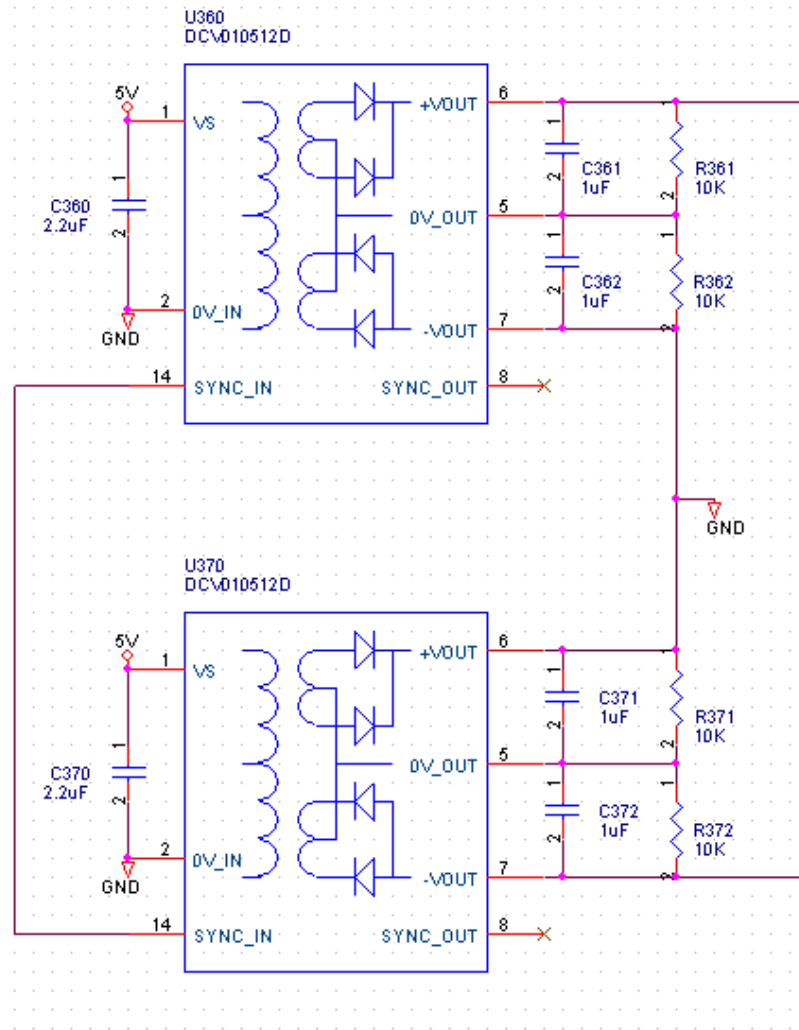 U360
DCV010512D
5V
1
VS
+VOUT
6
1
C361
1uF
2
1
R361
10K
2
1
C360
2.2uF
2
0V_OUT
5
1
C362
1uF
2
1
R362
10K
2
2
0V_IN
GND
-VOUT
7
14
SYNC_IN
SYNC_OUT
8
GND
U370
DCV010512D
5V
1
VS
+VOUT
6
1
C371
1uF
2
1
R371
10K
2
1
C370
2.2uF
2
0V_OUT
5
1
C372
1uF
2
1
R372
10K
2
2
0V_IN
GND
-VOUT
7
14
SYNC_IN
SYNC_OUT
8